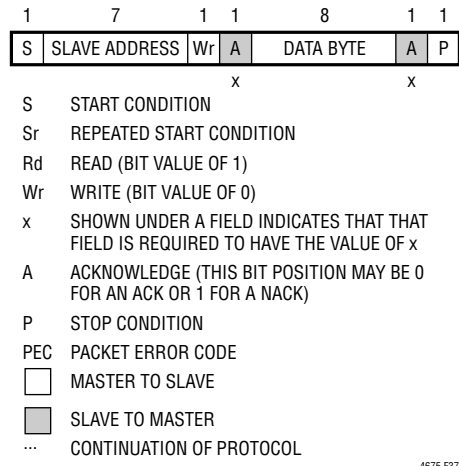 1 7 1 1 8 1 1
S SLAVE ADDRESS Wr A DATA BYTE A P
x x
S START CONDITION
Sr REPEATED START CONDITION
Rd READ (BIT VALUE OF 1)
Wr WRITE (BIT VALUE OF 0)
x SHOWN UNDER A FIELD INDICATES THAT THAT
FIELD IS REQUIRED TO HAVE THE VALUE OF x
A ACKNOWLEDGE (THIS BIT POSITION MAY BE 0
FOR AN ACK OR 1 FOR A NACK)
P STOP CONDITION
PEC PACKET ERROR CODE
MASTER TO SLAVE
SLAVE TO MASTER
... CONTINUATION OF PROTOCOL
4675 F37